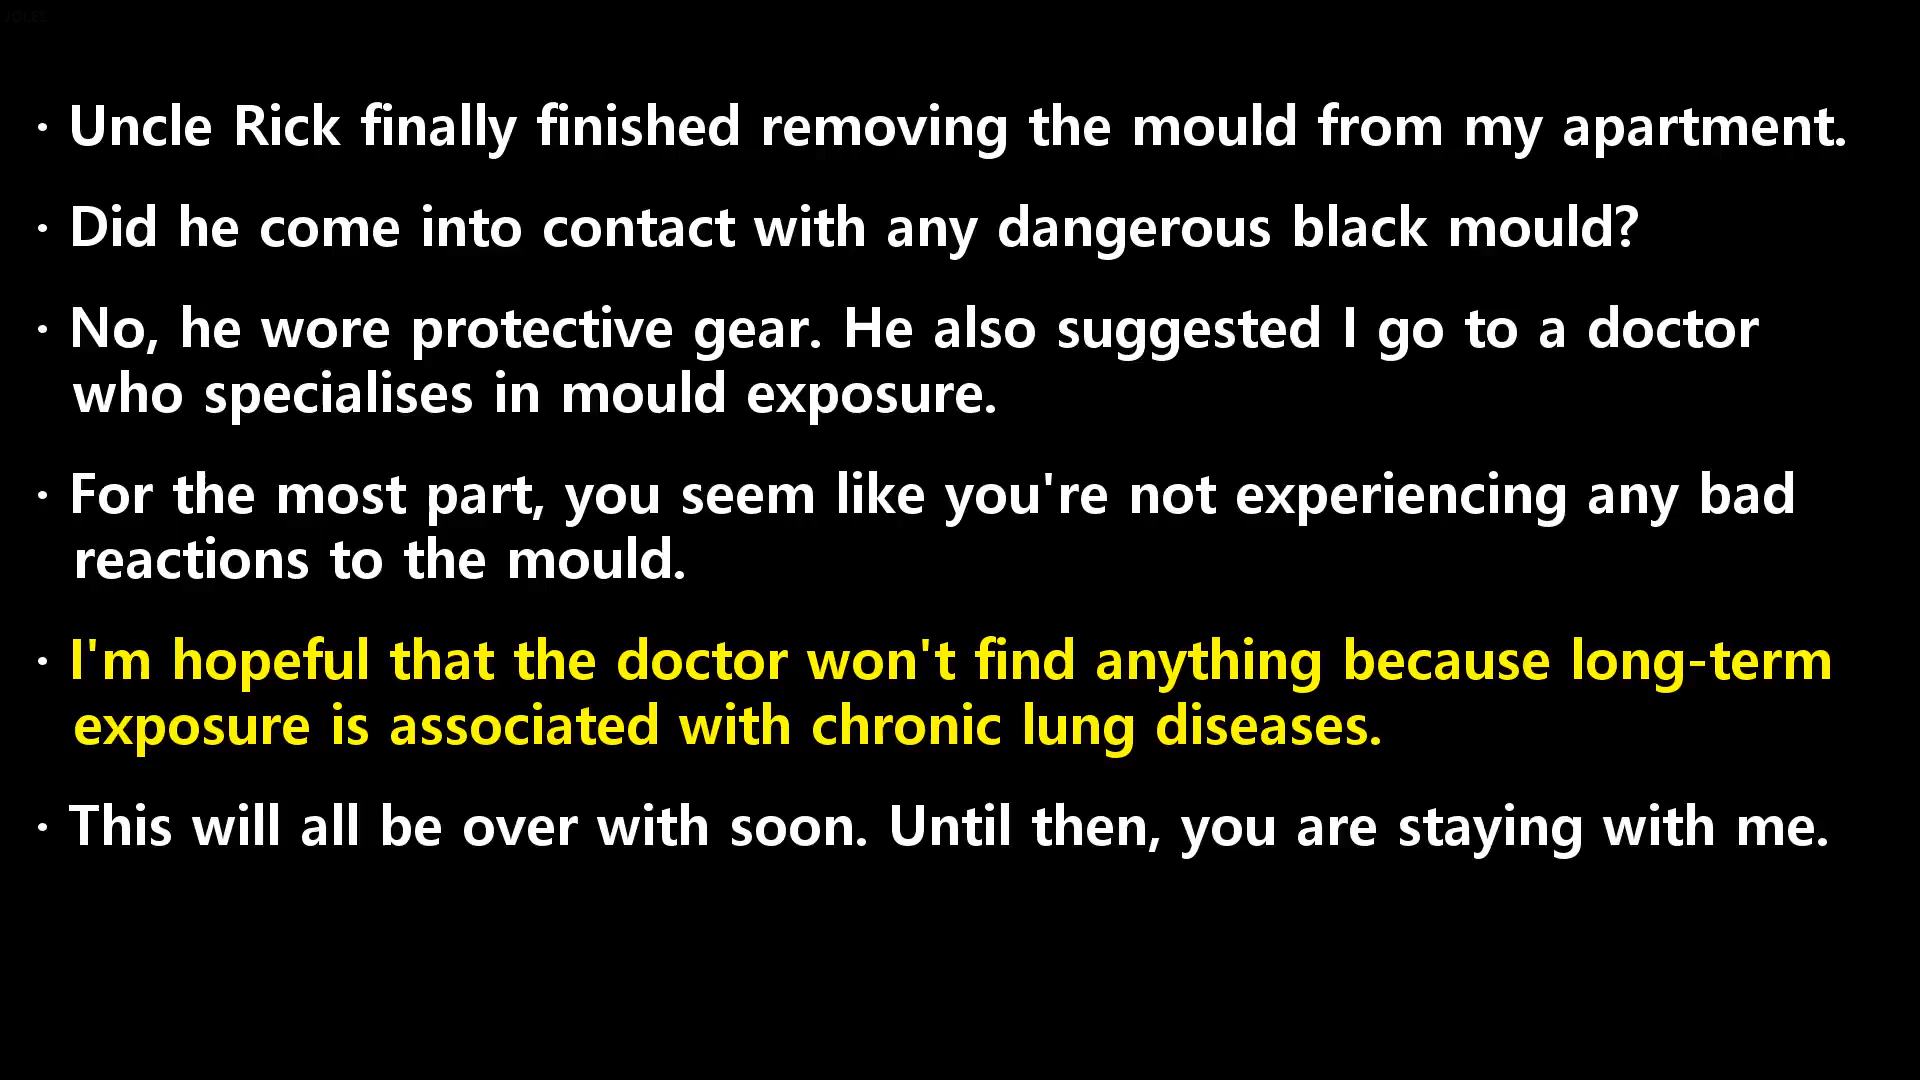 · Uncle Rick finally finished removing the mould from my apartment.
· Did he come into contact with any dangerous black mould?
· No, he wore protective gear. He also suggested I go to a doctor
who specialises in mould exposure.
· For the most part, you seem like you're not experiencing any bad
reactions to the mould.
· I'm hopeful that the doctor won't find anything because long-term
exposure is associated with chronic lung diseases.
· This will all be over with soon. Until then, you are staying with me.